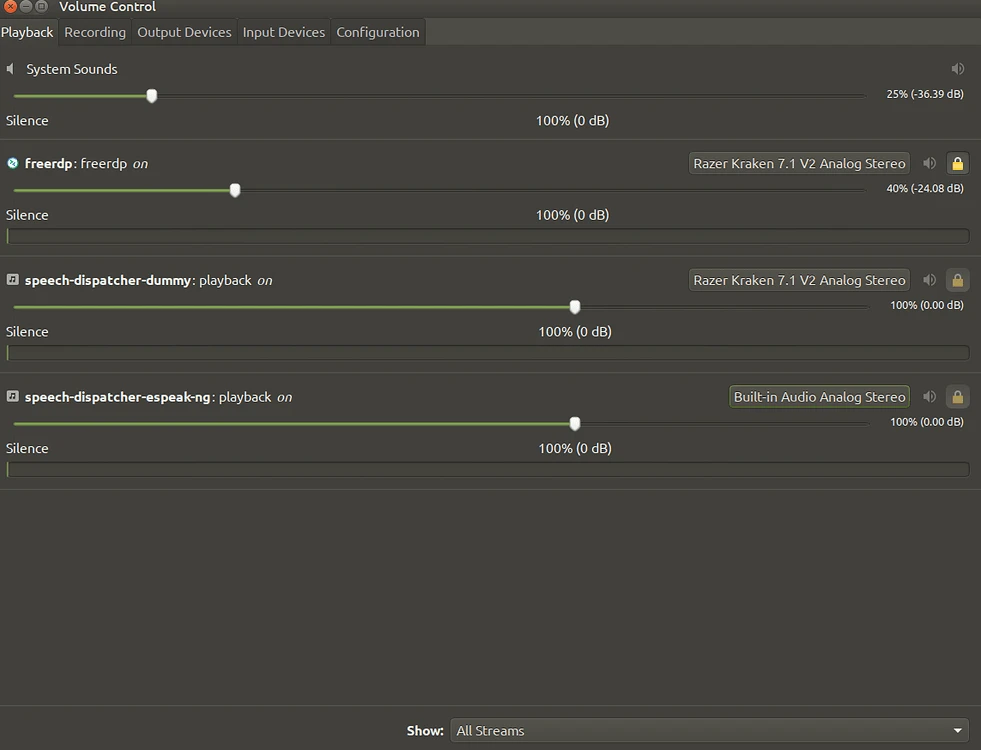 Volume Control
Playback Recording Output Devices Input Devices Configuration
System Sounds
25% (-36.39 dB)
Silence 100% (0 dB)
freerdp: freerdp on Razer Kraken 7.1 V2 Analog Stereo
40% (-24.08 dB)
Silence 100% (0 dB)
speech-dispatcher-dummy: playback on Razer Kraken 7.1 V2 Analog Stereo
100% (0.00 dB)
Silence 100% (0 dB)
speech-dispatcher-espeak-ng: playback on Built-in Audio Analog Stereo
100% (0.00 dB)
Silence 100% (0 dB)
Show: All Streams